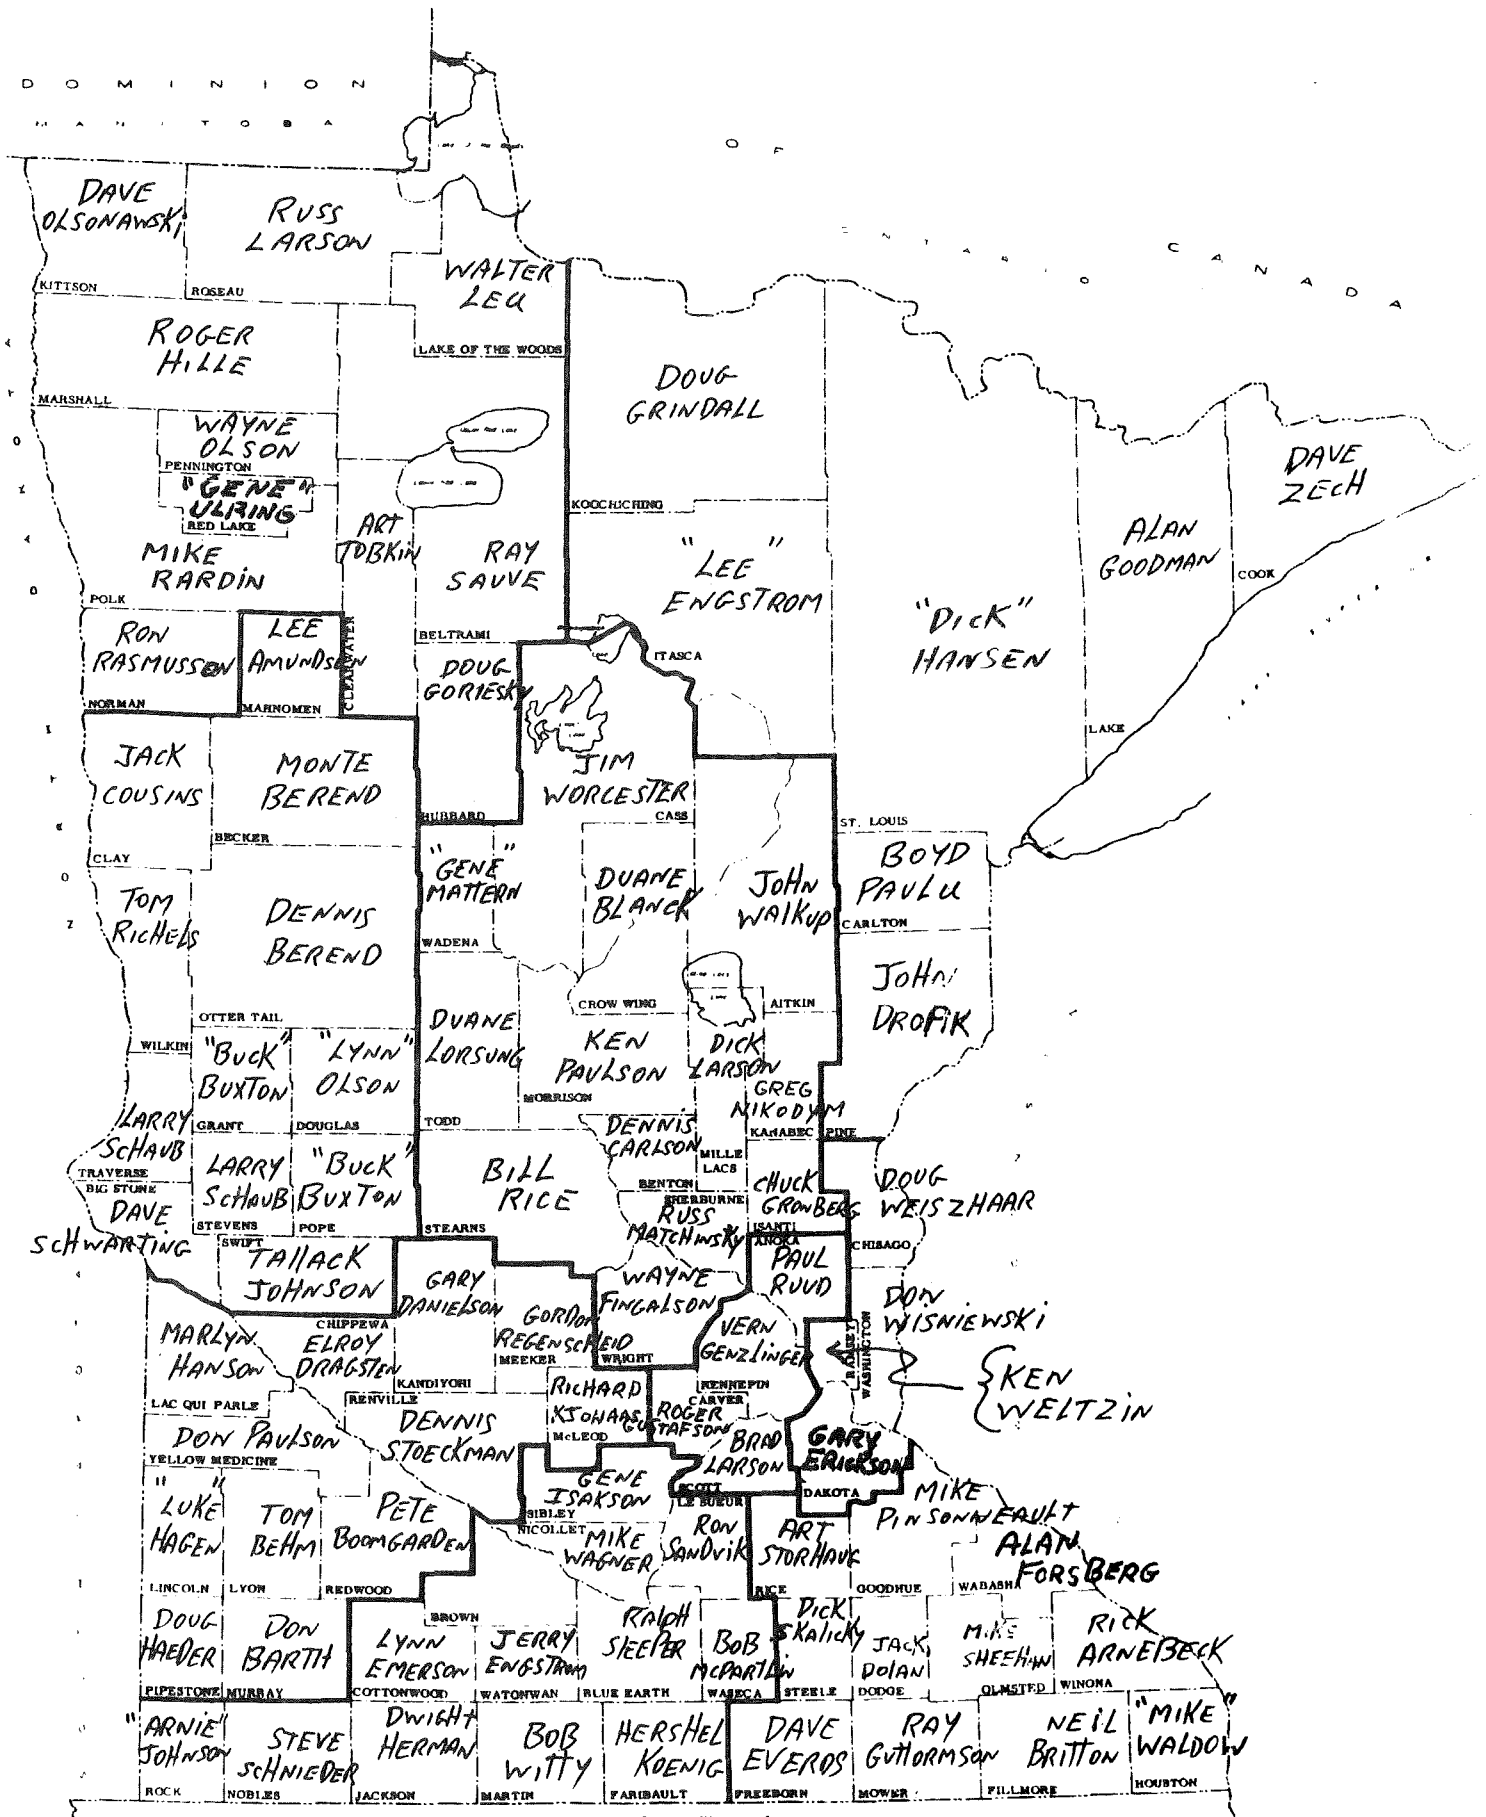 DOMINION
MANITOBA
OF
CANADA
DAVE
OLSONAWSKI
KITTSON
RUSS
LARSON
ROSEAU
WALTER
LEU
LAKE OF THE WOODS
ROGER
HILLE
MARSHALL
DOUG
GRINDALL
KOOCHICHING
WAYNE
OLSON
PENNINGTON
"GENE"
ULRING
RED LAKE
MIKE
RARDIN
POLK
ART
TOBKIN
CLEARWATER
RAY
SAUVE
BELTRAMI
"LEE"
ENGSTROM
ITASCA
"DICK"
HANSEN
ST. LOUIS
ALAN
GOODMAN
LAKE
DAVE
ZECH
COOK
RON
RASMUSSEN
NORMAN
LEE
AMUNDSEN
MAHNOMEN
DOUG
GORIESKY
HUBBARD
JIM
WORCESTER
CASS
JACK
COUSINS
CLAY
MONTE
BEREND
BECKER
"GENE"
MATTERN
WADENA
DUANE
BLANCK
CROW WING
JOHN
WALKUP
AITKIN
BOYD
PAULU
CARLTON
TOM
RICHELS
WILKIN
DENNIS
BEREND
OTTER TAIL
JOHN
DROPIK
PINE
"BUCK"
BUXTON
GRANT
"LYNN"
OLSON
DOUGLAS
DUANE
LORSUNG
TODD
KEN
PAULSON
MORRISON
DICK
LARSON
MILLE
LACS
GREG
NIKODYM
KANABEC
LARRY
SCHAUB
TRAVERSE
LARRY
SCHAUB
STEVENS
"BUCK"
BUXTON
POPE
BILL
RICE
STEARNS
DENNIS
CARLSON
BENTON
SHERBURNE
RUSS
MATCHINSKY
CHUCK
GRONBERG
ISANTI
DOUG
WEISZHAAR
CHISAGO
BIG STONE
DAVE
SCHWARTING
SWIFT
TALLACK
JOHNSON
CHIPPEWA
ELROY
DRAGSTEN
GARY
DANIELSON
KANDIYOHI
GORDON
REGENSCHEID
MEEKER
WAYNE
FINGALSON
WRIGHT
ANOKA
PAUL
RUUD
VERN
GENZLINGER
HENNEPIN
DON
WISNIEWSKI
WASHINGTON
RAMSEY
KEN
WELTZIN
MARLYN
HANSON
LAC QUI PARLE
DON PAULSON
YELLOW MEDICINE
RENVILLE
DENNIS
STOECKMAN
RICHARD
KJOHAAS
McLEOD
CARVER
ROGER
GUSTAFSON
BRAD
LARSON
SCOTT
GARY
ERICKSON
DAKOTA
"LUKE"
HAGEN
LINCOLN
TOM
BEHM
LYON
PETE
BOOMGARDEN
REDWOOD
GENE
ISAKSON
SIBLEY
NICOLLET
MIKE
WAGNER
BROWN
LE SUEUR
RON
SANDVIK
ART
STORHAUG
RICE
MIKE
PINSONNEAULT
GOODHUE
ALAN
FORSBERG
WABASHA
DOUG
HAEDER
PIPESTONE
DON
BARTH
MURRAY
LYNN
EMERSON
COTTONWOOD
JERRY
ENGSTROM
WATONWAN
RALPH
SLEEPER
BLUE EARTH
BOB
McPARTLIN
WASECA
DICK
SKALICKY
STEELE
JACK
DOLAN
DODGE
MIKE
SHEEHAN
OLMSTED
RICK
ARNEBECK
WINONA
"ARNIE"
JOHNSON
ROCK
STEVE
SCHNIEDER
NOBLES
DWIGHT
HERMAN
JACKSON
BOB
WITTY
MARTIN
HERSHEL
KOENIG
FARIBAULT
DAVE
EVERDS
FREEBORN
RAY
GUTTORMSON
MOWER
NEIL
BRITTON
FILLMORE
"MIKE"
WALDOW
HOUSTON